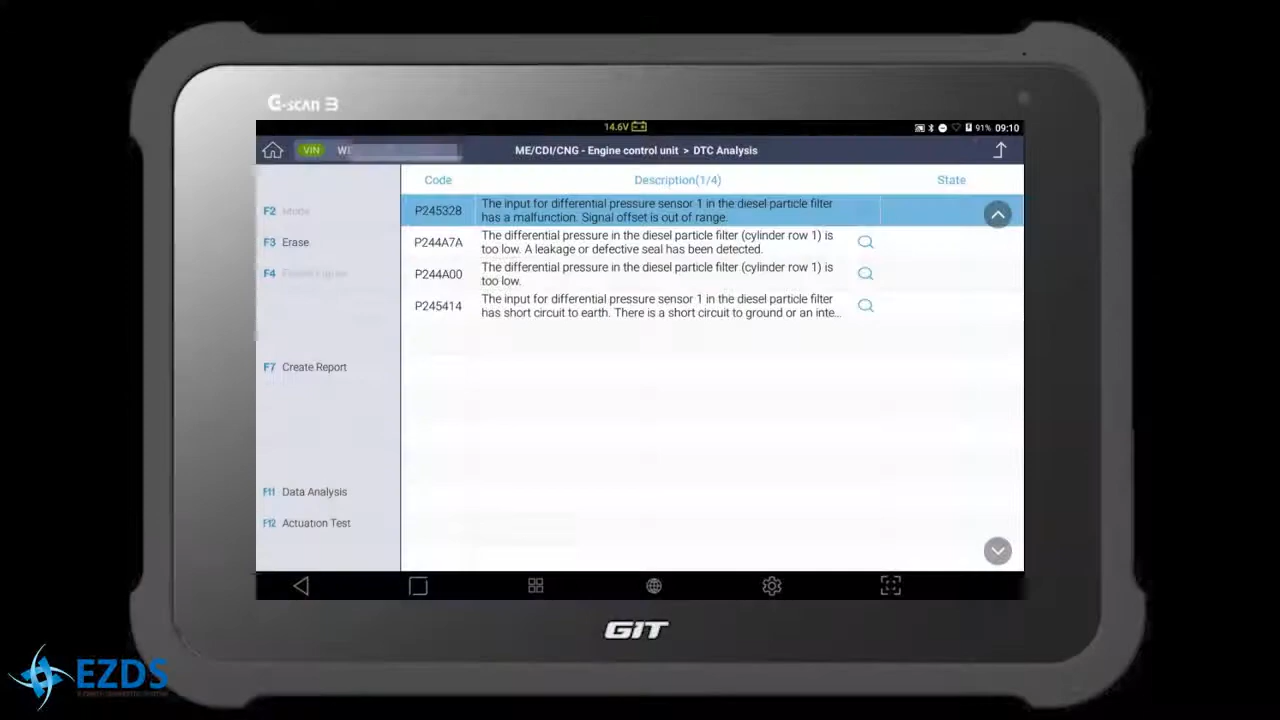 G-scan 3
14.6V
91% 09:10
VIN W
ME/CDI/CNG - Engine control unit > DTC Analysis
Code Description(1/4) State
F2 Mode
F3 Erase
F4
F7 Create Report
F11 Data Analysis
F12 Actuation Test
P245328 The input for differential pressure sensor 1 in the diesel particle filter
has a malfunction. Signal offset is out of range.
P244A7A The differential pressure in the diesel particle filter (cylinder row 1) is
too low. A leakage or defective seal has been detected.
P244A00 The differential pressure in the diesel particle filter (cylinder row 1) is
too low.
P245414 The input for differential pressure sensor 1 in the diesel particle filter
has short circuit to earth. There is a short circuit to ground or an inte...
GIT
EZDS